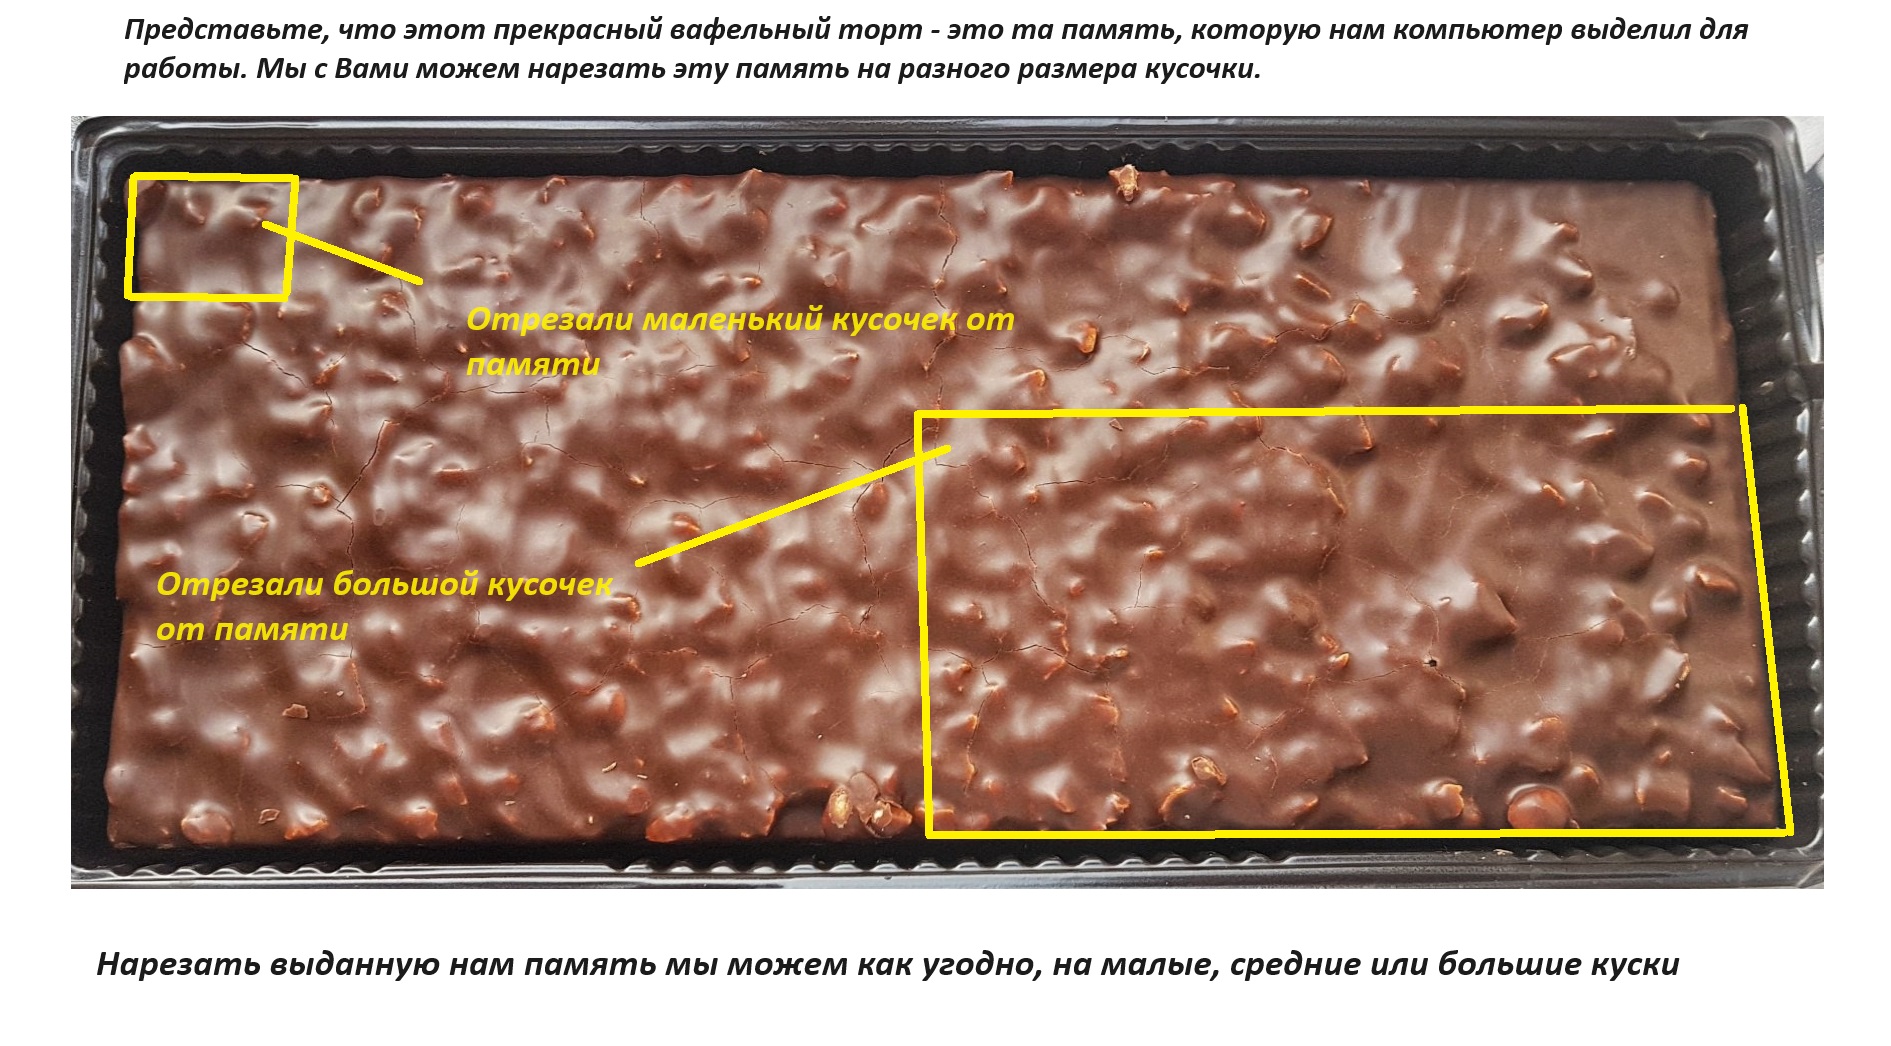 Представьте, что этот прекрасный вафельный торт - это та память, которую нам компьютер выделил для
работы. Мы с Вами можем нарезать эту память на разного размера кусочки.
Отрезали маленький кусочек от
памяти
Отрезали большой кусочек
от памяти
Нарезать выданную нам память мы можем как угодно, на малые, средние или большие куски